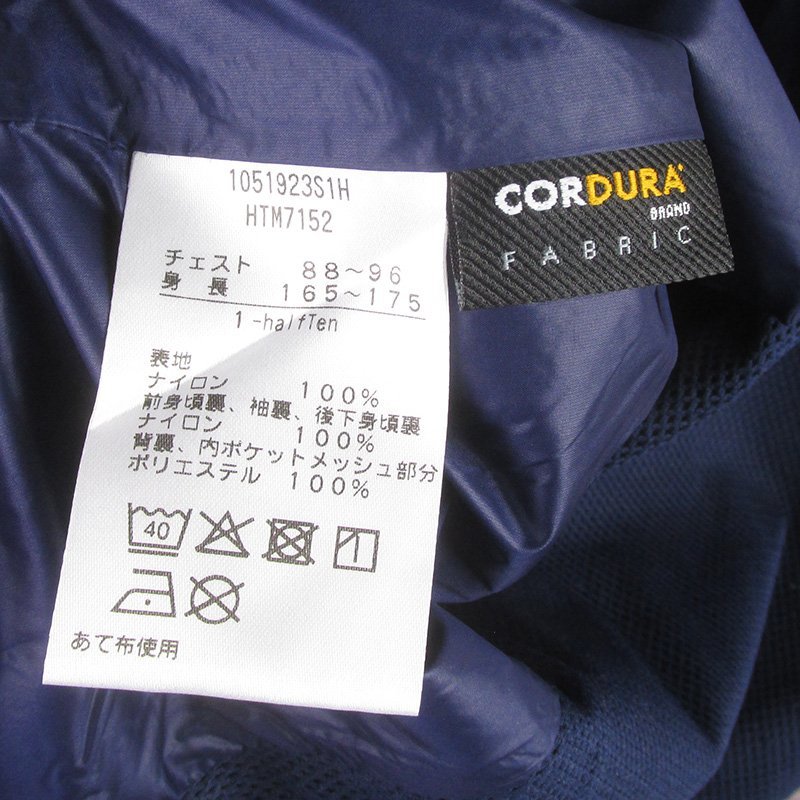 1051923S1H
HTM7152
チェスト 88~96
身長 165~175
1-halfTen
表地
ナイロン 100%
前身頃裏、袖裏、後下身頃裏
ナイロン 100%
背裏、内ポケットメッシュ部分
ポリエステル 100%
40
あて布使用
CORDURA
BRAND
FABRIC